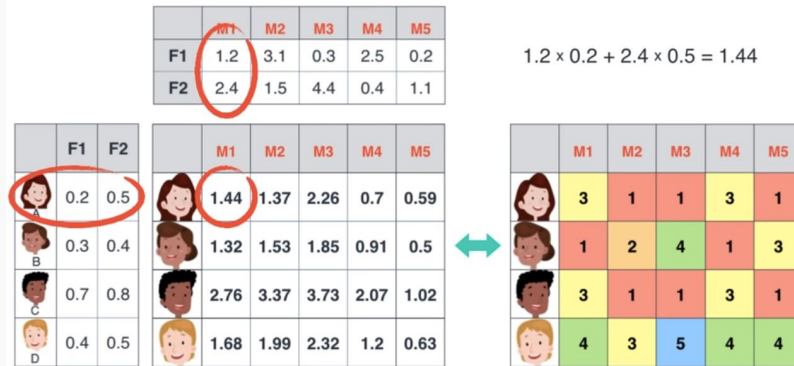 M1 M2 M3 M4 M5
F1 1.2 3.1 0.3 2.5 0.2
F2 2.4 1.5 4.4 0.4 1.1
1.2 x 0.2 + 2.4 x 0.5 = 1.44
F1 F2
A 0.2 0.5
B 0.3 0.4
C 0.7 0.8
D 0.4 0.5
M1 M2 M3 M4 M5
1.44 1.37 2.26 0.7 0.59
1.32 1.53 1.85 0.91 0.5
2.76 3.37 3.73 2.07 1.02
1.68 1.99 2.32 1.2 0.63
M1 M2 M3 M4 M5
3 1 1 3 1
1 2 4 1 3
3 1 1 3 1
4 3 5 4 4